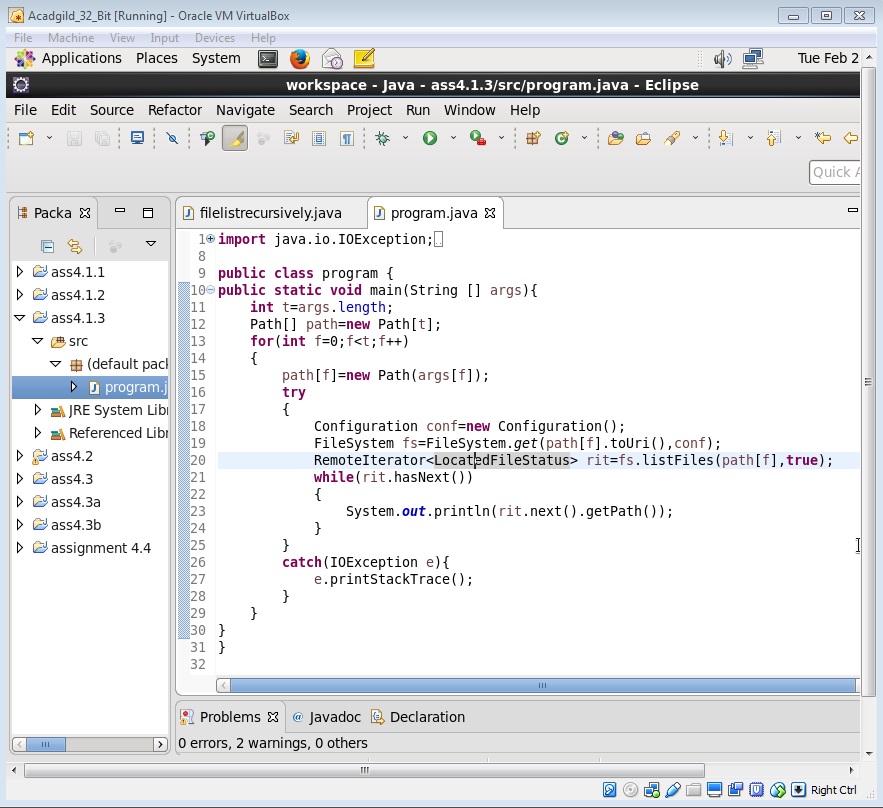 Acadgild_32_Bit [Running] - Oracle VM VirtualBox
File Machine View Input Devices Help
Applications Places System Tue Feb 2
workspace - Java - ass4.1.3/src/program.java - Eclipse
File Edit Source Refactor Navigate Search Project Run Window Help
Quick A
Packa
ass4.1.1
ass4.1.2
ass4.1.3
src
(default pack
program.j
JRE System Libr
Referenced Libr
ass4.2
ass4.3
ass4.3a
ass4.3b
assignment 4.4
filelistrecursively.java program.java
1 import java.io.IOException;
8
9 public class program {
10 public static void main(String [] args){
11 int t=args.length;
12 Path[] path=new Path[t];
13 for(int f=0;f<t;f++)
14 {
15 path[f]=new Path(args[f]);
16 try
17 {
18 Configuration conf=new Configuration();
19 FileSystem fs=FileSystem.get(path[f].toUri(),conf);
20 RemoteIterator<LocatedFileStatus> rit=fs.listFiles(path[f],true);
21 while(rit.hasNext())
22 {
23 System.out.println(rit.next().getPath());
24 }
25 }
26 catch(IOException e){
27 e.printStackTrace();
28 }
29 }
30 }
31 }
32
Problems @ Javadoc Declaration
0 errors, 2 warnings, 0 others
Right Ctrl